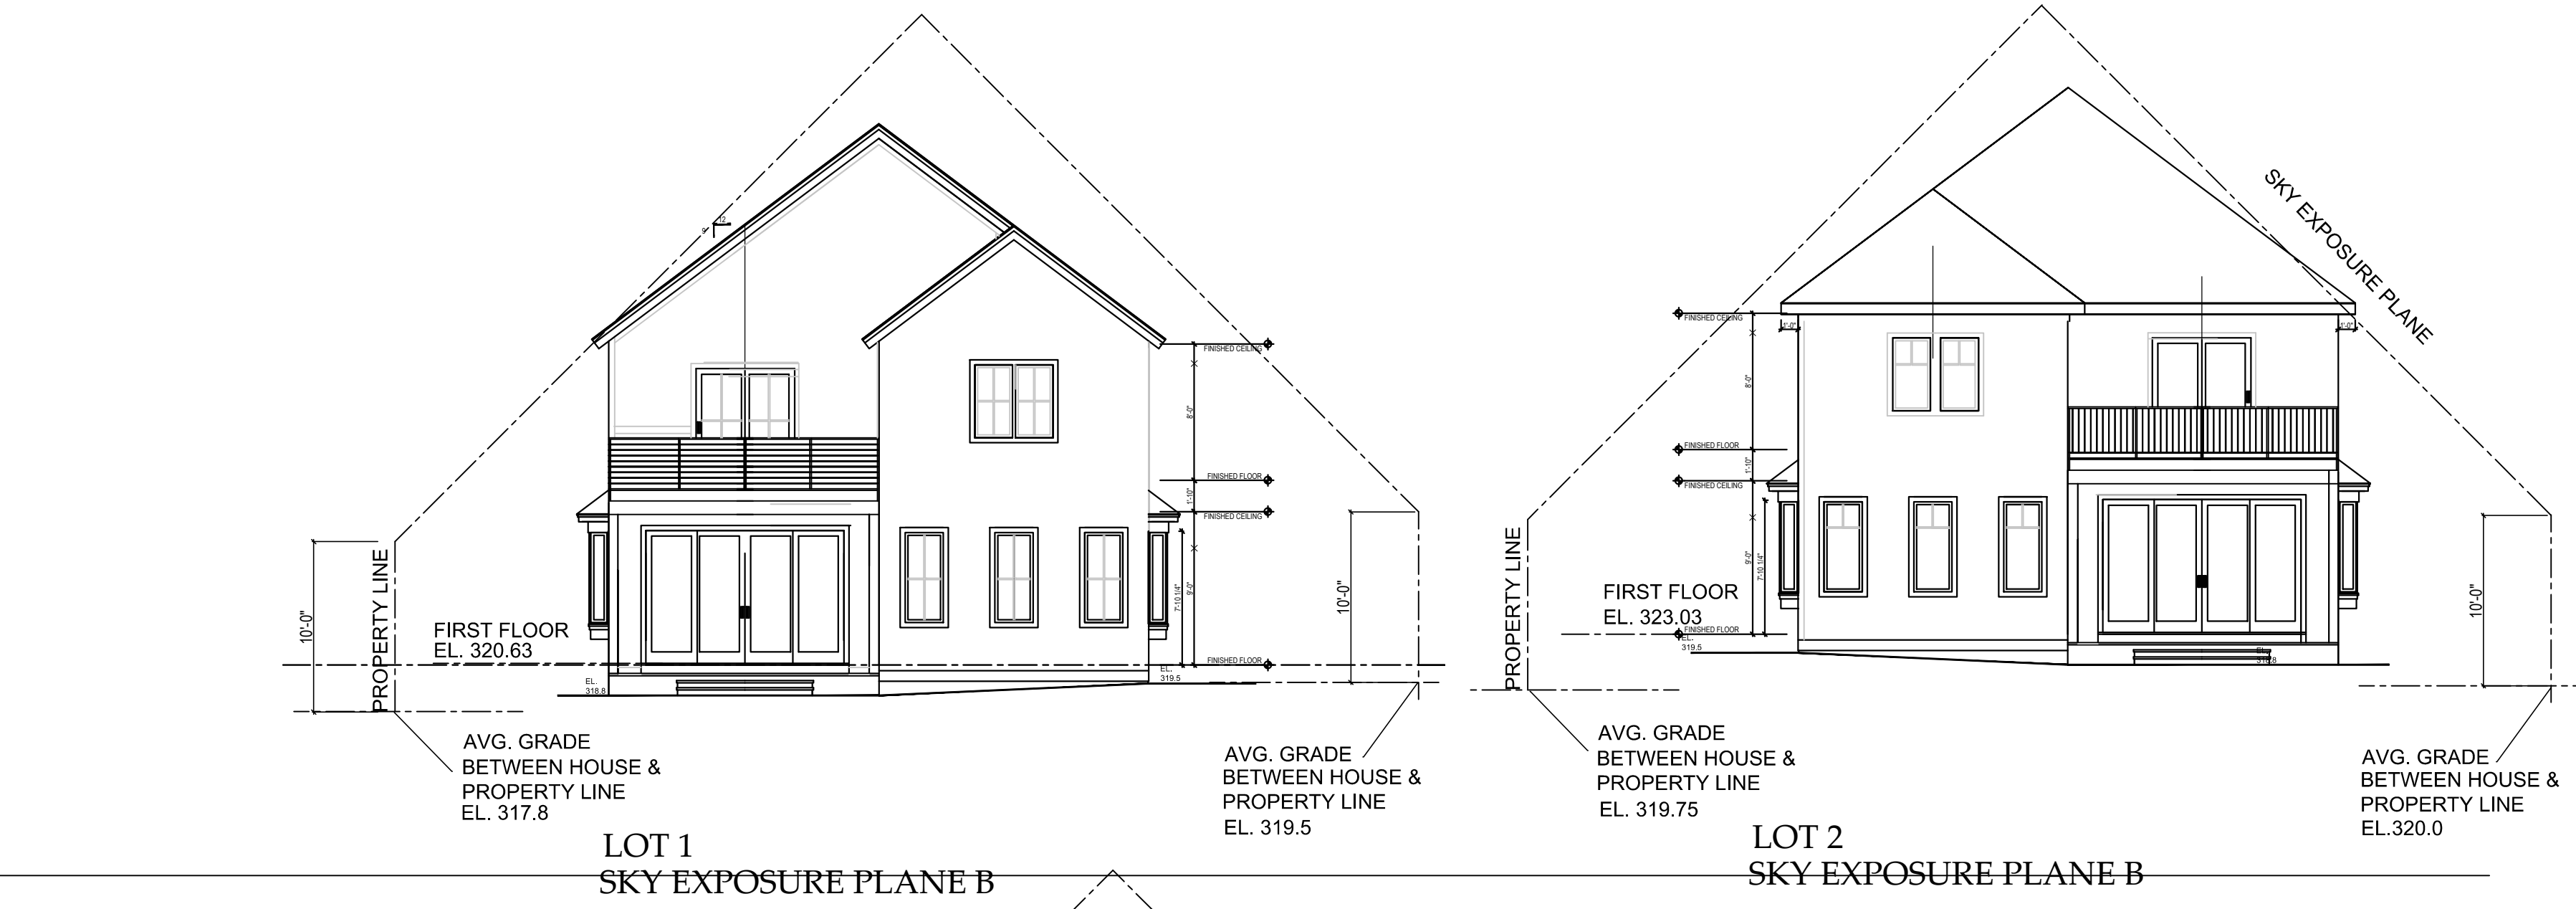 12
9
FINISHED CEILING
8'-0"
FINISHED FLOOR
1'-10"
FINISHED CEILING
7'-10 1/4"
9'-0"
FINISHED FLOOR
EL.
319.5
10'-0"
PROPERTY LINE
FIRST FLOOR
EL. 320.63
EL.
318.8
10'-0"
AVG. GRADE
BETWEEN HOUSE &
PROPERTY LINE
EL. 317.8
AVG. GRADE
BETWEEN HOUSE &
PROPERTY LINE
EL. 319.5
LOT 1
SKY EXPOSURE PLANE B
SKY EXPOSURE PLANE
FINISHED CEILING
1'-0"
1'-0"
8'-0"
FINISHED FLOOR
1'-10"
FINISHED CEILING
9'-0"
7'-10 1/4"
PROPERTY LINE
FIRST FLOOR
EL. 323.03
FINISHED FLOOR
EL.
319.5
EL.
318.8
10'-0"
AVG. GRADE
BETWEEN HOUSE &
PROPERTY LINE
EL. 319.75
AVG. GRADE
BETWEEN HOUSE &
PROPERTY LINE
EL.320.0
LOT 2
SKY EXPOSURE PLANE B